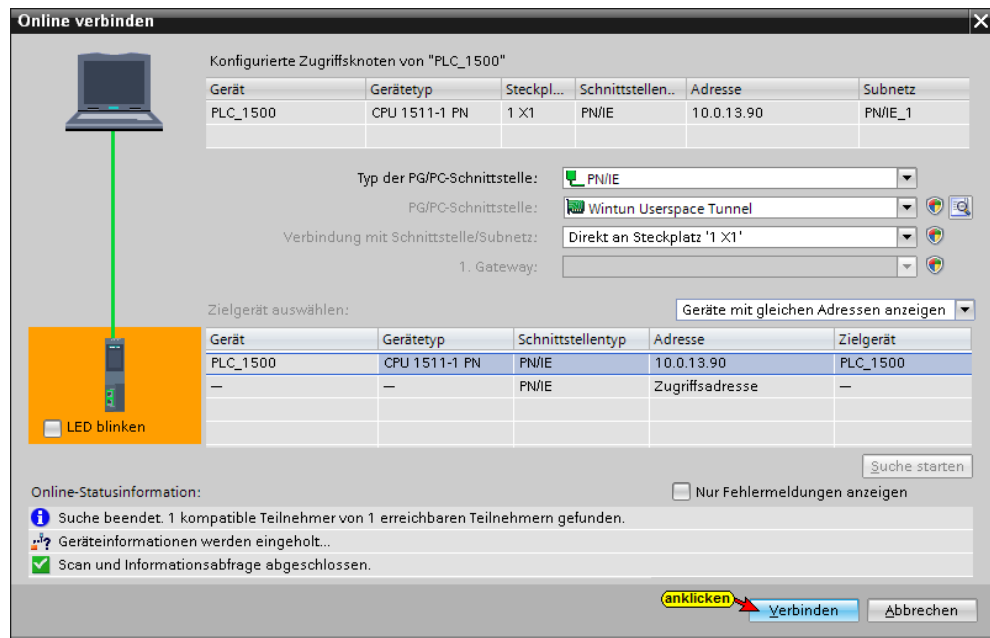 Online verbinden
Konfigurierte Zugriffsknoten von "PLC_1500"
Gerät Gerätetyp Steckpl... Schnittstellen.. Adresse Subnetz
PLC_1500 CPU 1511-1 PN 1 X1 PN/IE 10.0.13.90 PN/IE_1
Typ der PG/PC-Schnittstelle: PN/IE
PG/PC-Schnittstelle: Wintun Userspace Tunnel
Verbindung mit Schnittstelle/Subnetz: Direkt an Steckplatz '1 X1'
1. Gateway:
Zielgerät auswählen: Geräte mit gleichen Adressen anzeigen
Gerät Gerätetyp Schnittstellentyp Adresse Zielgerät
PLC_1500 CPU 1511-1 PN PN/IE 10.0.13.90 PLC_1500
— — PN/IE Zugriffsadresse —
LED blinken
Suche starten
Online-Statusinformation: Nur Fehlermeldungen anzeigen
Suche beendet. 1 kompatible Teilnehmer von 1 erreichbaren Teilnehmern gefunden.
Geräteinformationen werden eingeholt...
Scan und Informationsabfrage abgeschlossen.
anklicken
Verbinden Abbrechen